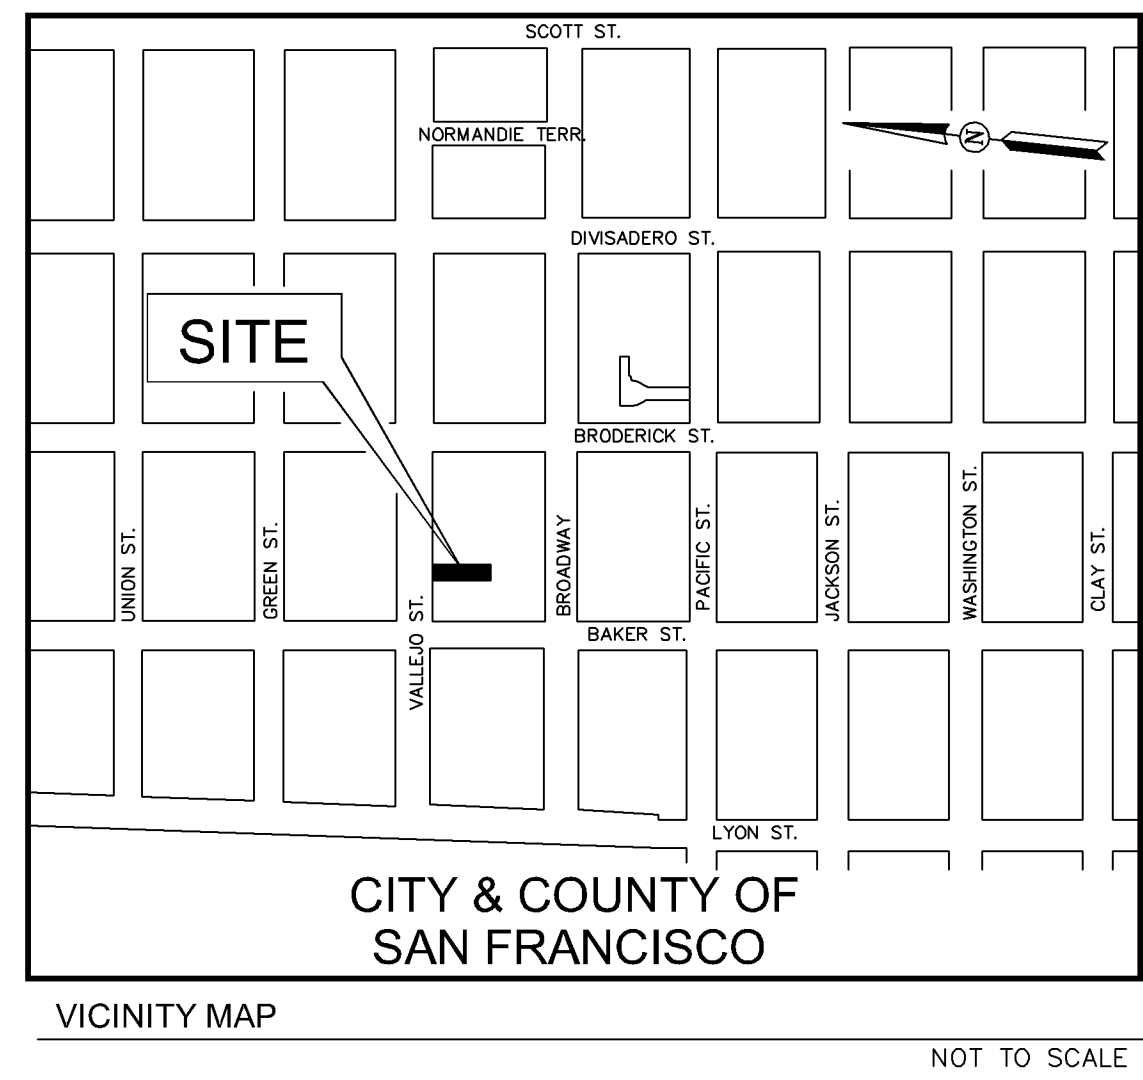 SCOTT ST.
NORMANDIE TERR.
N
DIVISADERO ST.
SITE
BRODERICK ST.
UNION ST.
GREEN ST.
VALLEJO ST.
BROADWAY
PACIFIC ST.
JACKSON ST.
WASHINGTON ST.
CLAY ST.
BAKER ST.
LYON ST.
CITY & COUNTY OF
SAN FRANCISCO
VICINITY MAP
NOT TO SCALE